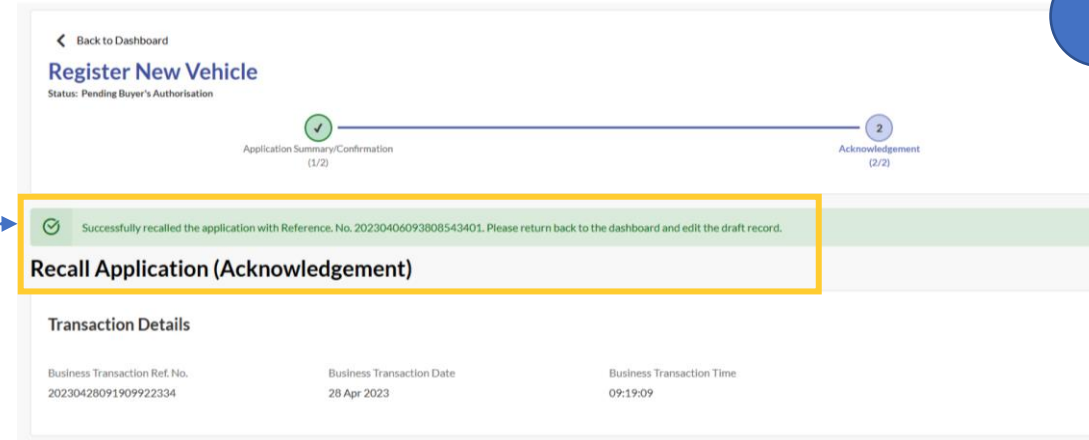 Back to Dashboard
Register New Vehicle
Status: Pending Buyer's Authorisation
2
Application Summary/Confirmation
(1/2)
Acknowledgement
(2/2)
Successfully recalled the application with Reference. No. 20230406093808543401. Please return back to the dashboard and edit the draft record.
Recall Application (Acknowledgement)
Transaction Details
Business Transaction Ref. No. Business Transaction Date Business Transaction Time
20230428091909922334 28 Apr 2023 09:19:09